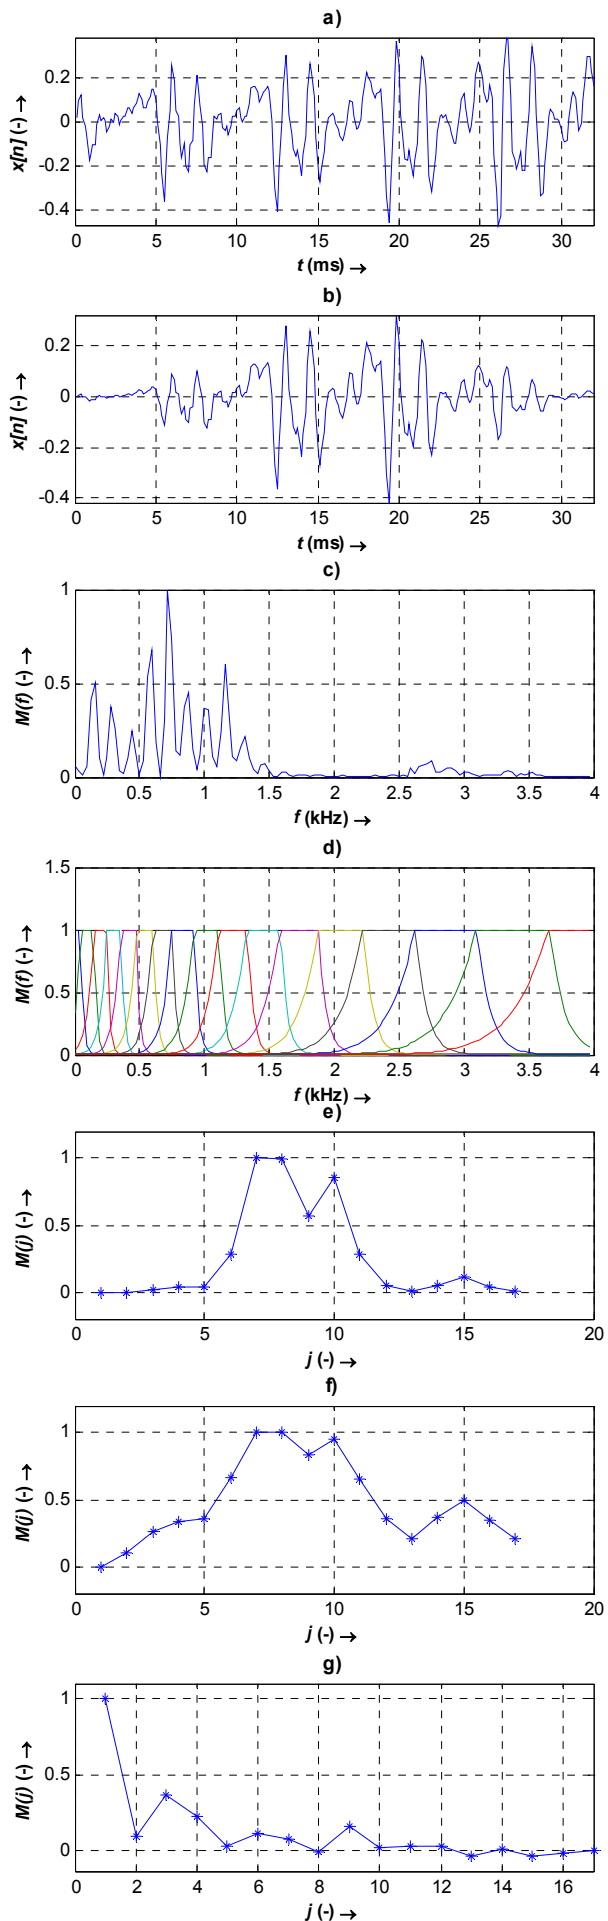 a)
x[n] (-) →
0.2
0
-0.2
-0.4
0 5 10 15 20 25 30
t (ms) →
b)
x[n] (-) →
0.2
0
-0.2
-0.4
0 5 10 15 20 25 30
t (ms) →
c)
M(f) (-) →
1
0.5
0
0 0.5 1 1.5 2 2.5 3 3.5 4
f (kHz) →
d)
M(f) (-) →
1.5
1
0.5
0
0 0.5 1 1.5 2 2.5 3 3.5 4
f (kHz) →
e)
M(j) (-) →
1
0.5
0
0 5 10 15 20
j (-) →
f)
M(j) (-) →
1
0.5
0
0 5 10 15 20
j (-) →
g)
M(j) (-) →
1
0.5
0
0 2 4 6 8 10 12 14 16
j (-) →